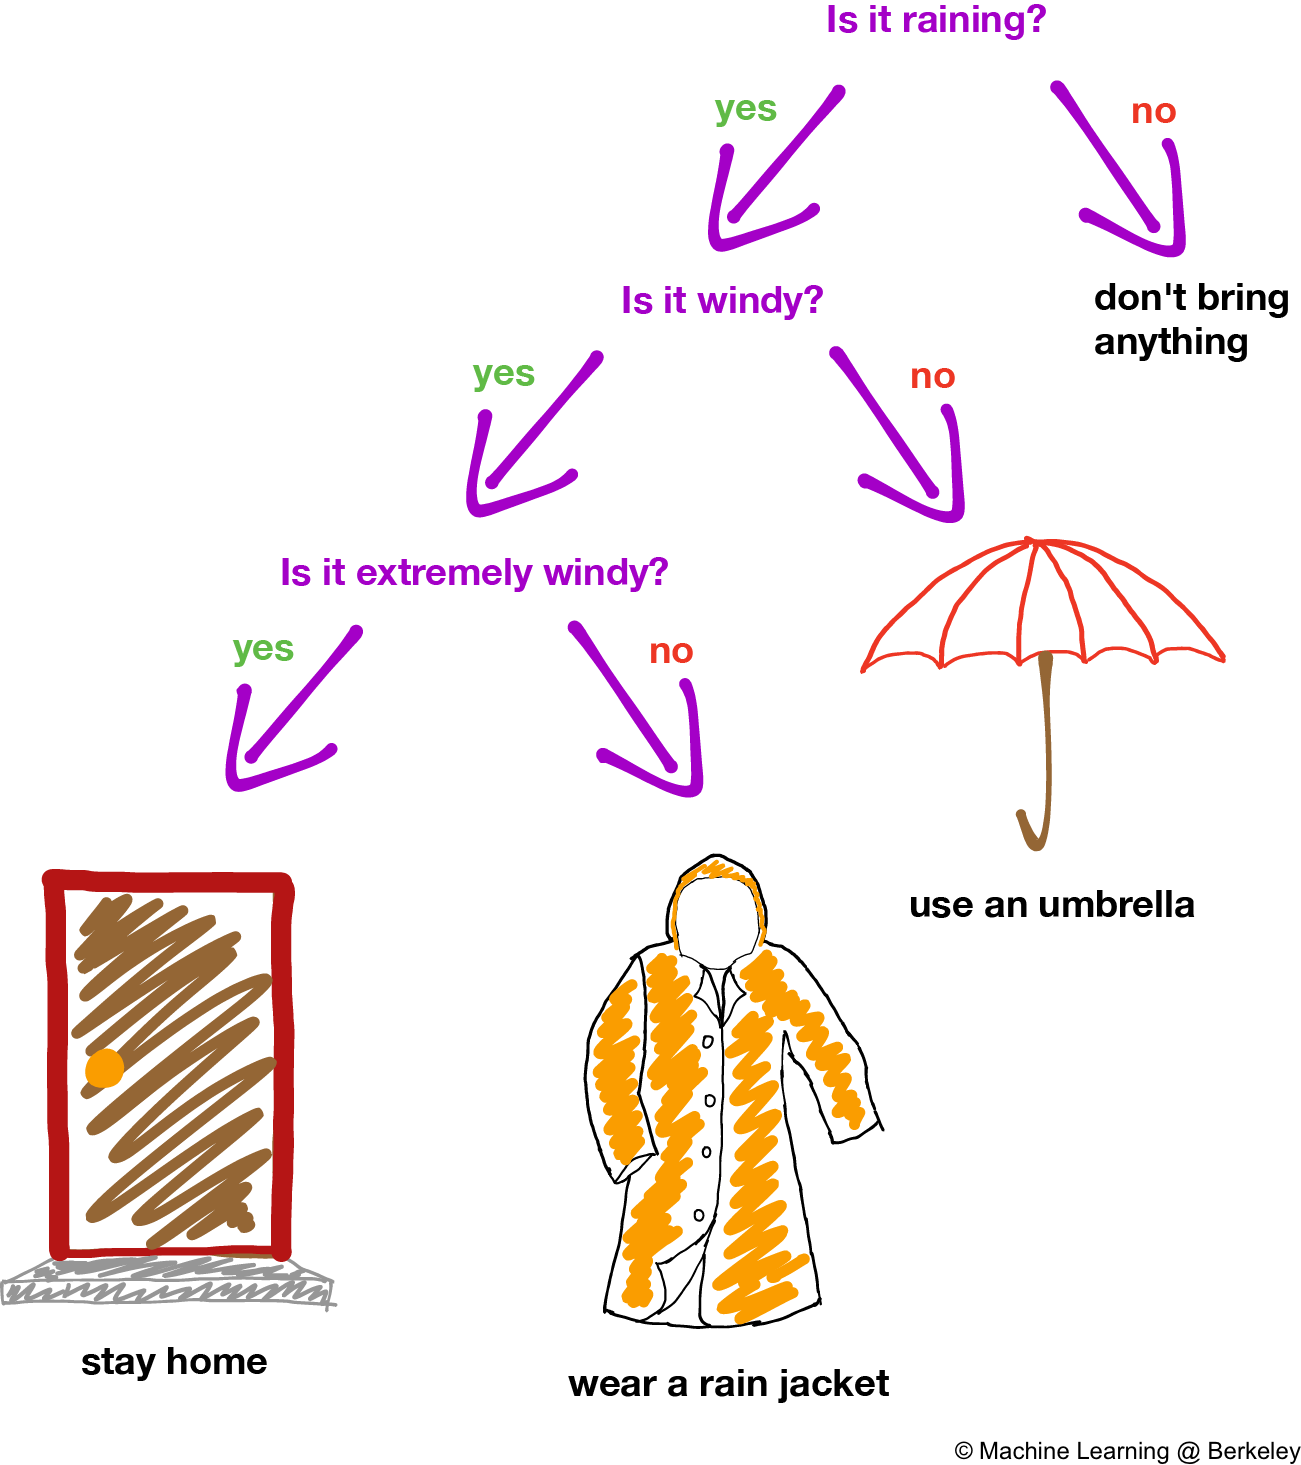 Is it raining?
yes
no
Is it windy?
don't bring
anything
yes
no
Is it extremely windy?
yes
no
use an umbrella
stay home
wear a rain jacket
© Machine Learning @ Berkeley